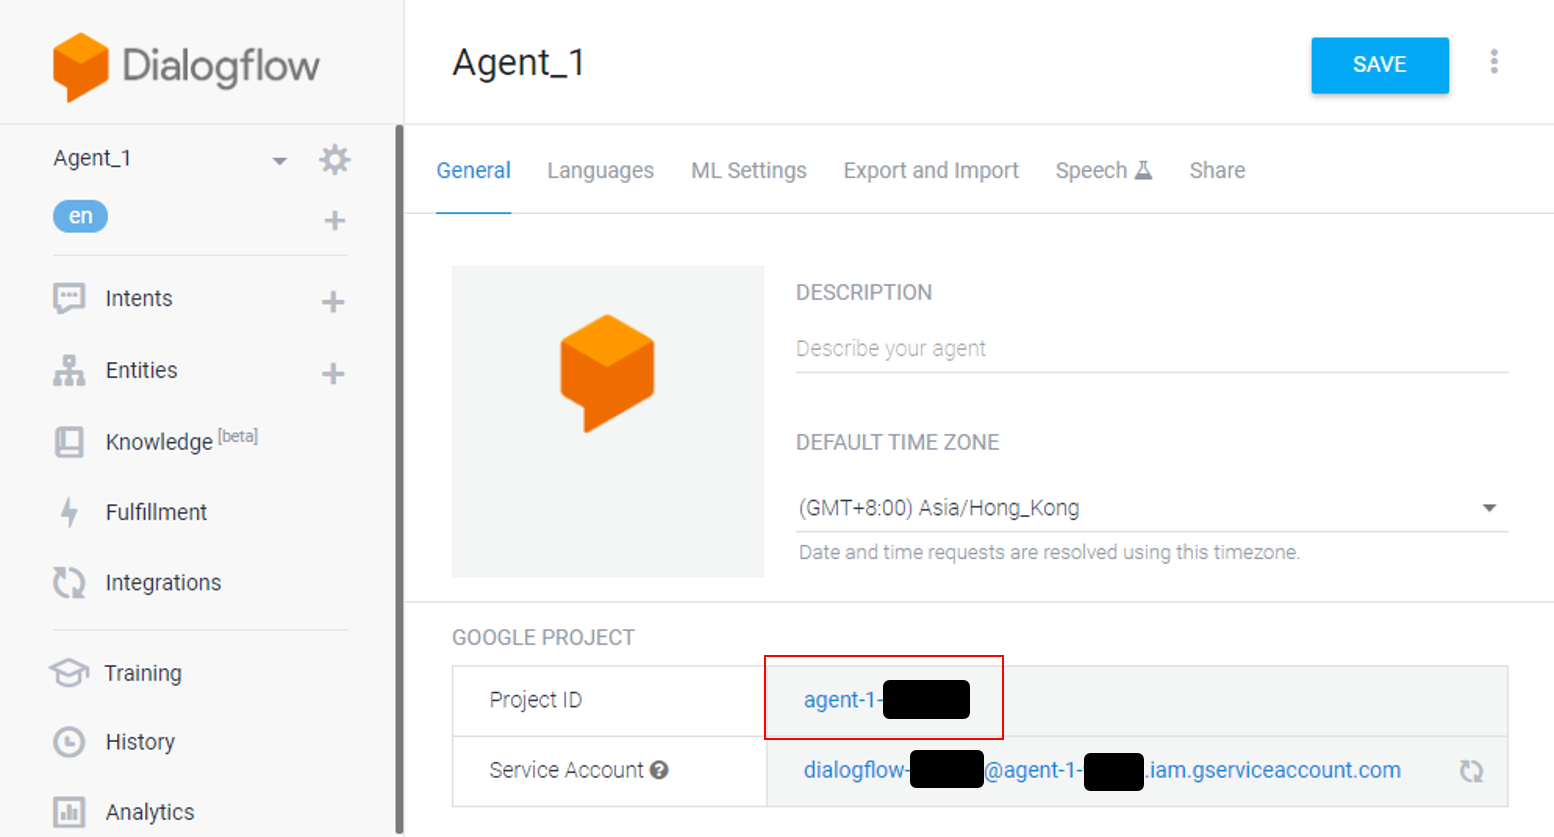 Dialogflow
Agent_1
en
Intents
Entities
Knowledge [beta]
Fulfillment
Integrations
Training
History
Analytics
Agent_1
SAVE
General Languages ML Settings Export and Import Speech Share
DESCRIPTION
Describe your agent
DEFAULT TIME ZONE
(GMT+8:00) Asia/Hong_Kong
Date and time requests are resolved using this timezone.
GOOGLE PROJECT
Project ID agent-1-
Service Account ? dialogflow- @agent-1- .iam.gserviceaccount.com